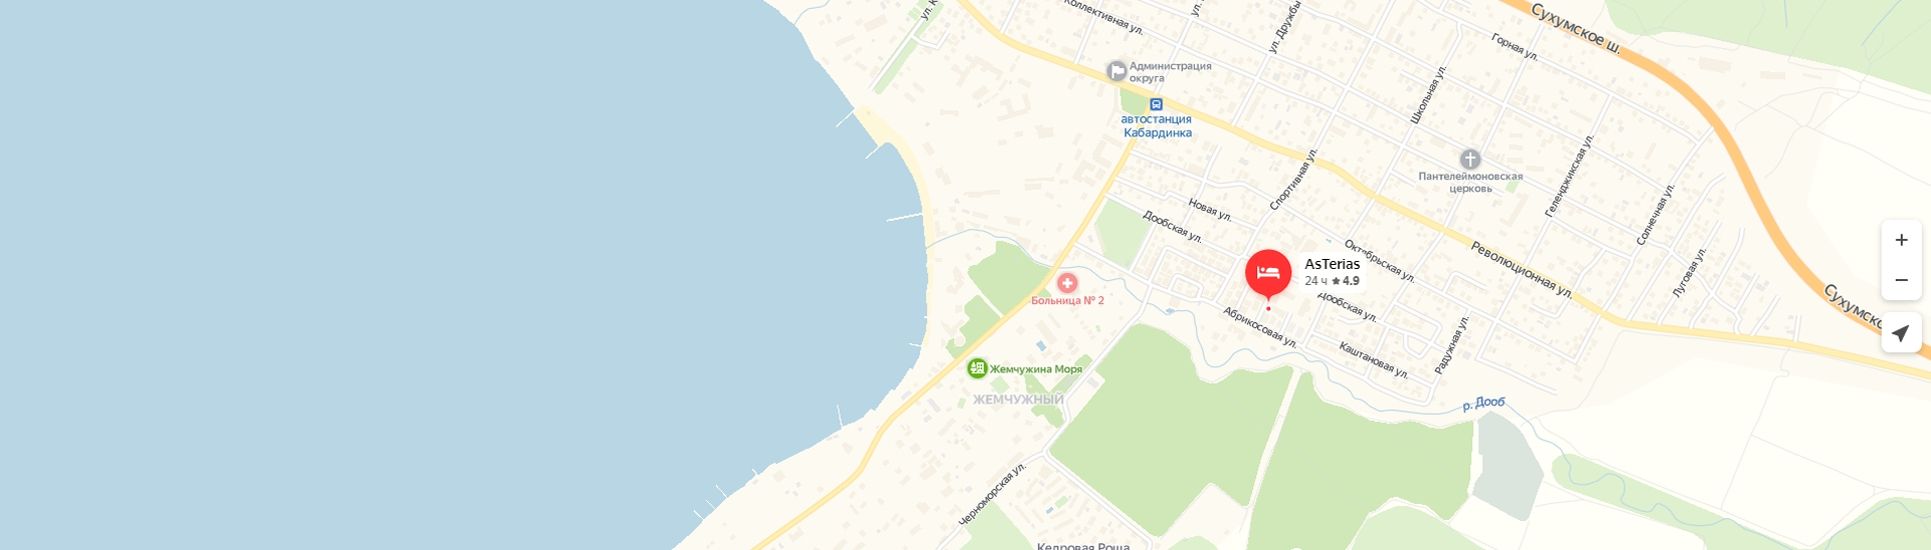 ул. К
Коллективная ул.
ул.
ул. Дружбы
Сухумское ш.
Горная ул.
Администрация
округа
Школьная ул.
автостанция
Кабардинка
Пантелеймоновская
церковь
Спортивная ул.
Геленджикская ул.
Солнечная ул.
Новая ул.
Дообская ул.
Октябрьская ул.
Революционная ул.
Луговая ул.
AsTerias
24 ч ★ 4.9
Больница № 2
Дообская ул.
Абрикосовая ул.
Каштановая ул.
Радужная ул.
Сухумско
Жемчужина Моря
ЖЕМЧУЖНЫЙ
р. Дооб
Черноморская ул.
Кедровая Роща